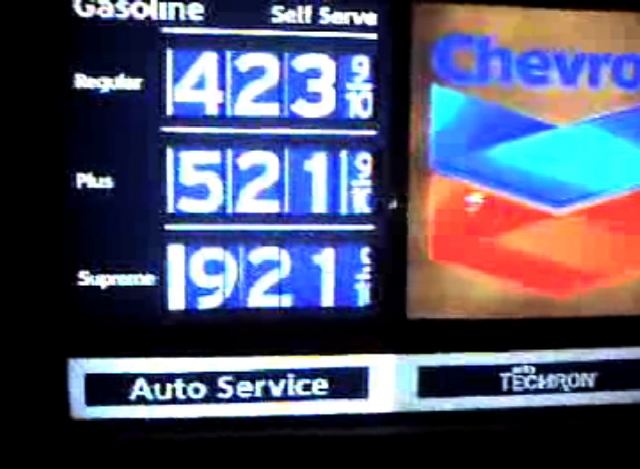 Gasoline Self Serve
Regular 423 9/10
Plus 521 9/10
Supreme 921
Chevro
Auto Service
TECHRON